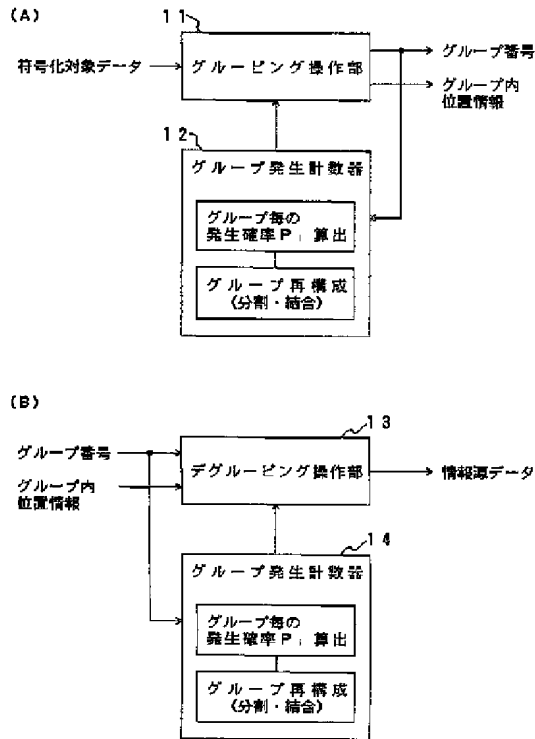 (A)
11
符号化対象データ
グルーピング操作部
グループ番号
グループ内
位置情報
12
グループ発生計数器
グループ毎の
発生確率Pi算出
グループ再構成
(分割・結合)
(B)
13
グループ番号
グループ内
位置情報
デグルーピング操作部
情報源データ
14
グループ発生計数器
グループ毎の
発生確率Pi算出
グループ再構成
(分割・結合)